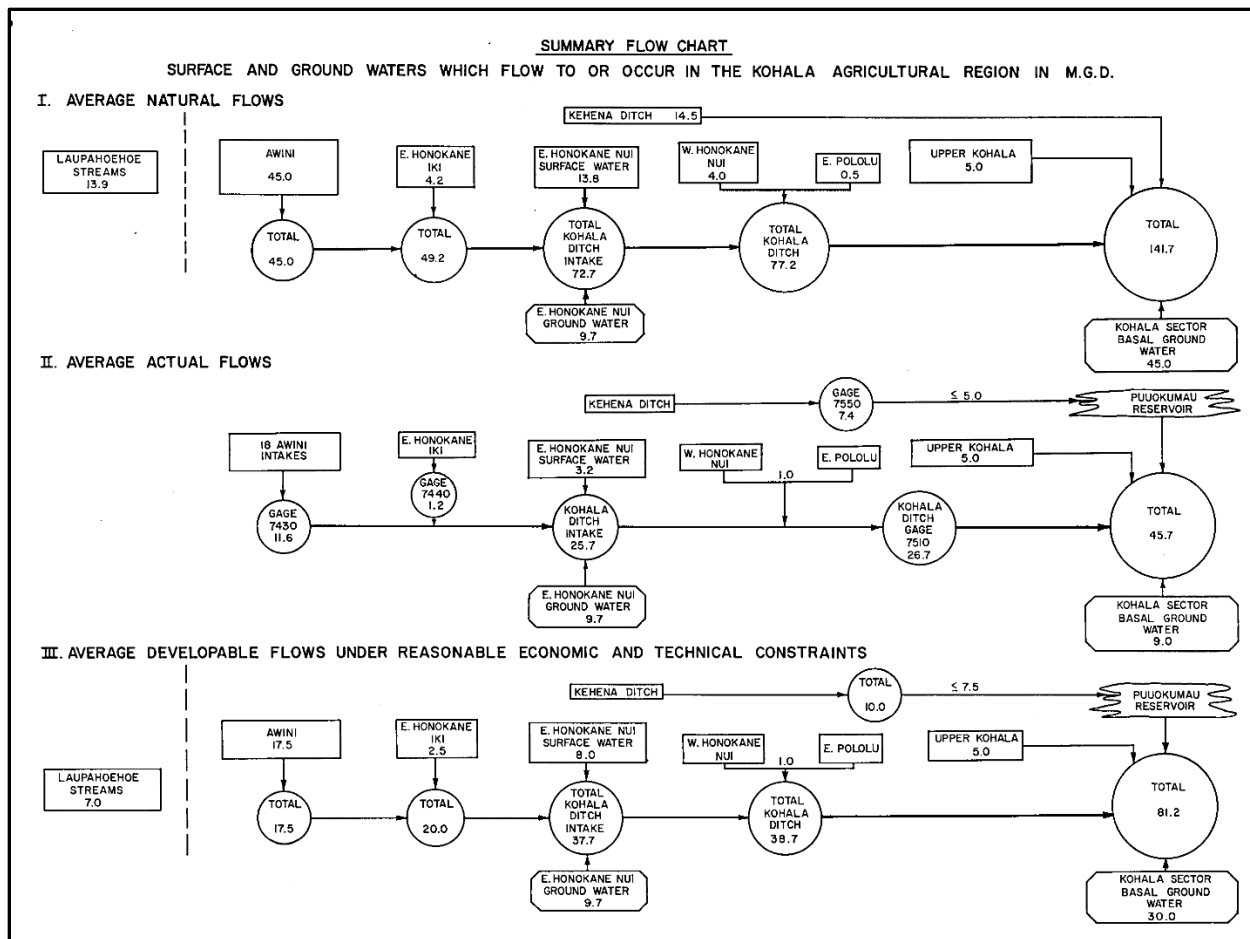 SUMMARY FLOW CHART
SURFACE AND GROUND WATERS WHICH FLOW TO OR OCCUR IN THE KOHALA AGRICULTURAL REGION IN M.G.D.
I. AVERAGE NATURAL FLOWS
KEHENA DITCH 14.5
LAUPAHOEHOE
STREAMS
13.9
AWINI
45.0
E. HONOKANE
IKI
4.2
E. HONOKANE NUI
SURFACE WATER
13.8
W. HONOKANE
NUI
4.0
E. POLOLU
0.5
UPPER KOHALA
5.0
TOTAL
45.0
TOTAL
49.2
TOTAL
KOHALA
DITCH
INTAKE
72.7
TOTAL
KOHALA
DITCH
77.2
TOTAL
141.7
E. HONOKANE NUI
GROUND WATER
9.7
KOHALA SECTOR
BASAL GROUND
WATER
45.0
II. AVERAGE ACTUAL FLOWS
KEHENA DITCH
GAGE
7550
7.4
≤ 5.0
PUUOKUMAU
RESERVOIR
18 AWINI
INTAKES
E. HONOKANE
IKI
E. HONOKANE NUI
SURFACE WATER
3.2
W. HONOKANE
NUI
1.0
E. POLOLU
UPPER KOHALA
5.0
GAGE
7430
11.6
GAGE
7440
1.2
KOHALA
DITCH
INTAKE
25.7
KOHALA
DITCH
GAGE
7510
26.7
TOTAL
45.7
E. HONOKANE NUI
GROUND WATER
9.7
KOHALA SECTOR
BASAL GROUND
WATER
9.0
III. AVERAGE DEVELOPABLE FLOWS UNDER REASONABLE ECONOMIC AND TECHNICAL CONSTRAINTS
KEHENA DITCH
TOTAL
10.0
≤ 7.5
PUUOKUMAU
RESERVOIR
LAUPAHOEHOE
STREAMS
7.0
AWINI
17.5
E. HONOKANE
IKI
2.5
E. HONOKANE NUI
SURFACE WATER
8.0
W. HONOKANE
NUI
1.0
E. POLOLU
UPPER KOHALA
5.0
TOTAL
17.5
TOTAL
20.0
TOTAL
KOHALA
DITCH
INTAKE
37.7
TOTAL
KOHALA
DITCH
38.7
TOTAL
81.2
E. HONOKANE NUI
GROUND WATER
9.7
KOHALA SECTOR
BASAL GROUND
WATER
30.0